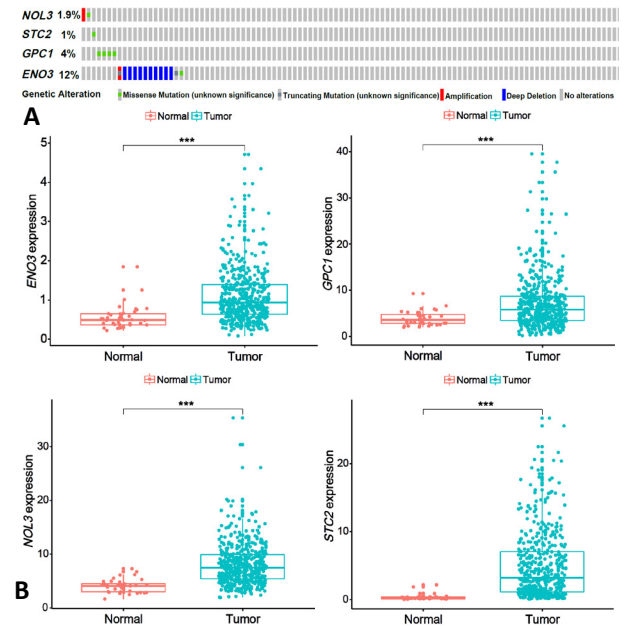 NOL3 1.9%
STC2 1%
GPC1 4%
ENO3 12%
Genetic Alteration Missense Mutation (unknown significance) Truncating Mutation (unknown significance) Amplification Deep Deletion No alterations
A
Normal Tumor
***
ENO3 expression
5
4
3
2
1
0
Normal Tumor
Normal Tumor
***
GPC1 expression
40
30
20
10
0
Normal Tumor
B
Normal Tumor
***
NOL3 expression
30
20
10
0
Normal Tumor
Normal Tumor
***
STC2 expression
20
10
0
Normal Tumor